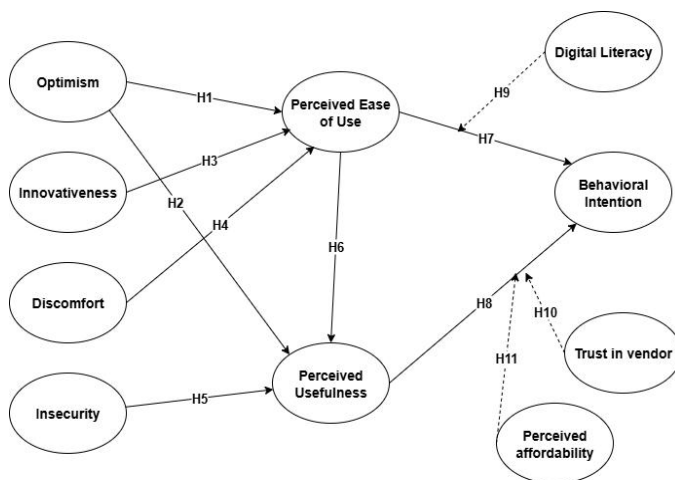 Digital Literacy
Optimism
H1
Perceived Ease
of Use
H9
H7
Innovativeness
H3
H2
H4
Behavioral
Intention
H6
Discomfort
H8
H10
Trust in vendor
H11
Perceived
Usefulness
Insecurity
H5
Perceived
affordability